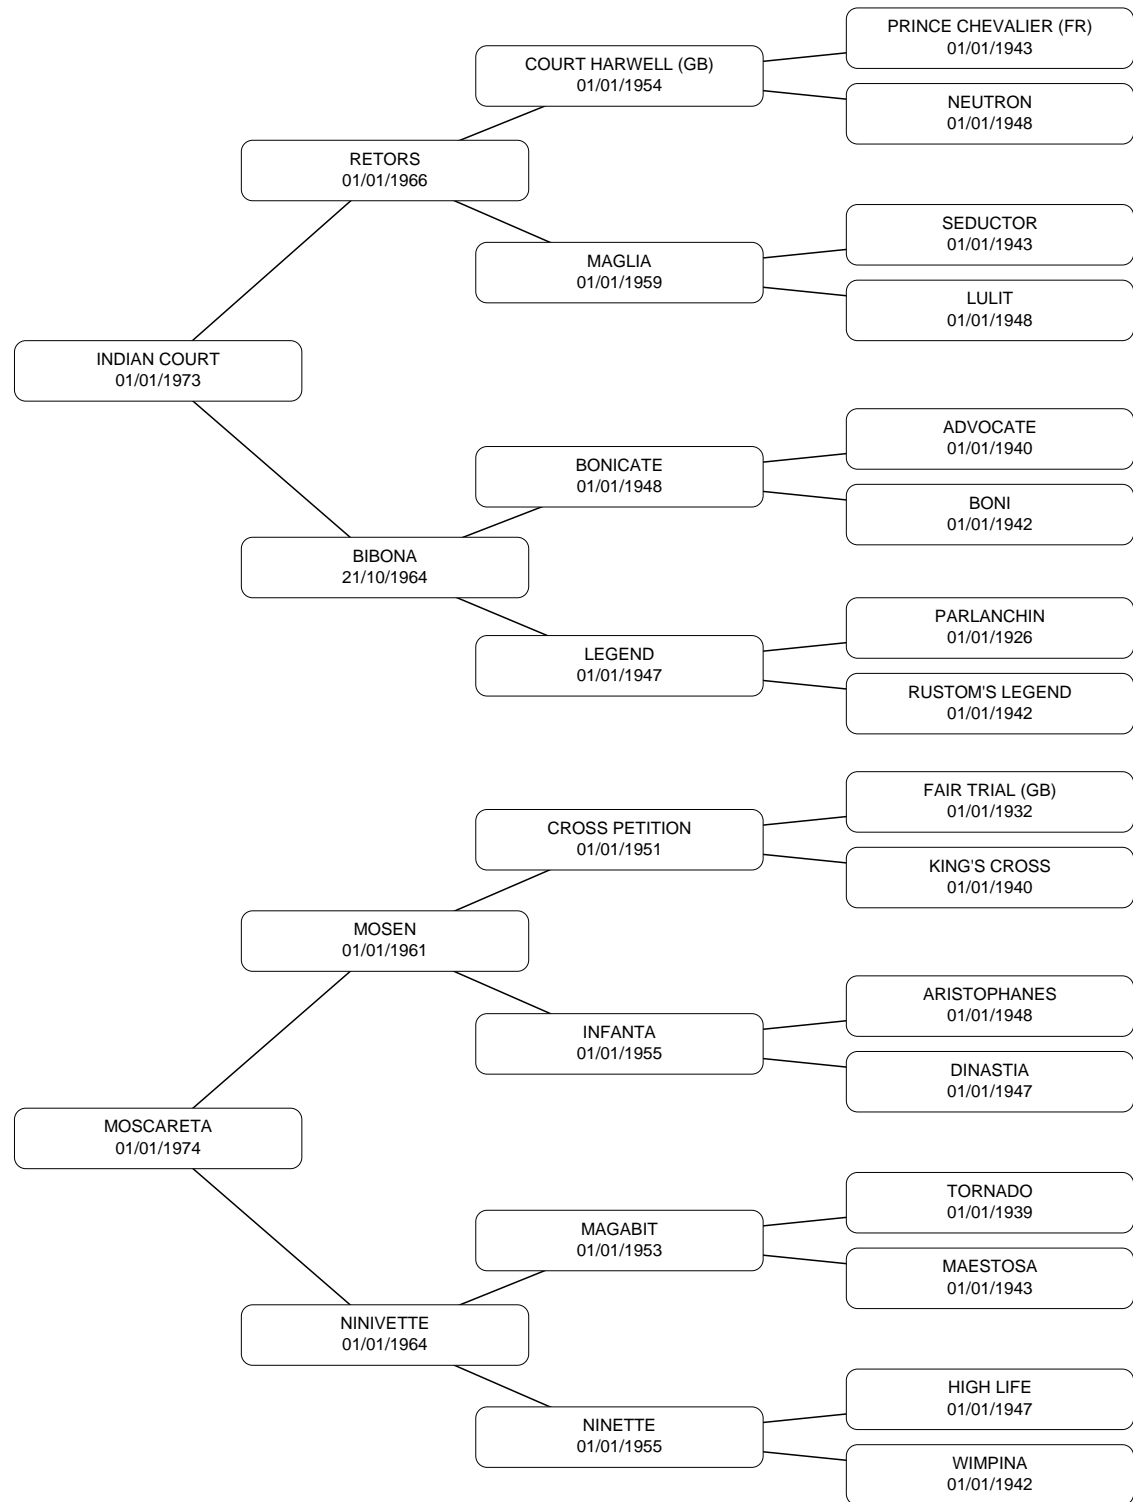 PRINCE CHEVALIER (FR)
01/01/1943
COURT HARWELL (GB)
01/01/1954
NEUTRON
01/01/1948
RETORS
01/01/1966
SEDUCTOR
01/01/1943
MAGLIA
01/01/1959
LULIT
01/01/1948
INDIAN COURT
01/01/1973
ADVOCATE
01/01/1940
BONICATE
01/01/1948
BONI
01/01/1942
BIBONA
21/10/1964
PARLANCHIN
01/01/1926
LEGEND
01/01/1947
RUSTOM'S LEGEND
01/01/1942
FAIR TRIAL (GB)
01/01/1932
CROSS PETITION
01/01/1951
KING'S CROSS
01/01/1940
MOSEN
01/01/1961
ARISTOPHANES
01/01/1948
INFANTA
01/01/1955
DINASTIA
01/01/1947
MOSCARETA
01/01/1974
TORNADO
01/01/1939
MAGABIT
01/01/1953
MAESTOSA
01/01/1943
NINIVETTE
01/01/1964
HIGH LIFE
01/01/1947
NINETTE
01/01/1955
WIMPINA
01/01/1942